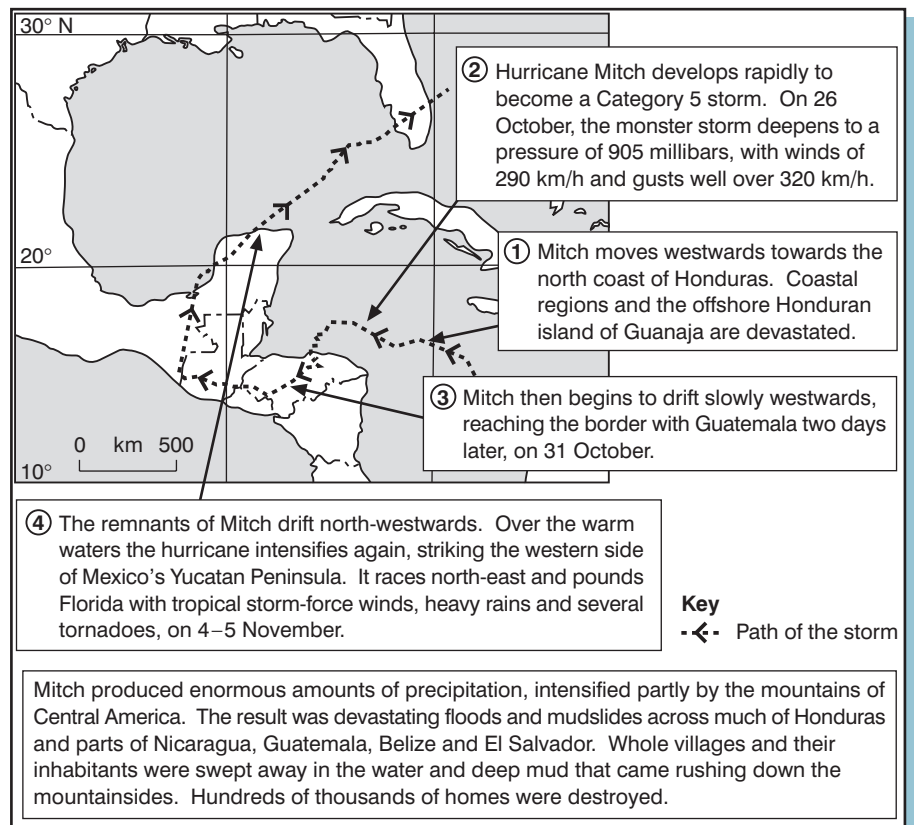 30° N
② Hurricane Mitch develops rapidly to
become a Category 5 storm. On 26
October, the monster storm deepens to a
pressure of 905 millibars, with winds of
290 km/h and gusts well over 320 km/h.
20°
① Mitch moves westwards towards the
north coast of Honduras. Coastal
regions and the offshore Honduran
island of Guanaja are devastated.
③ Mitch then begins to drift slowly westwards,
reaching the border with Guatemala two days
later, on 31 October.
0 km 500
10°
④ The remnants of Mitch drift north-westwards. Over the warm
waters the hurricane intensifies again, striking the western side
of Mexico's Yucatan Peninsula. It races north-east and pounds
Florida with tropical storm-force winds, heavy rains and several
tornadoes, on 4–5 November.
Key
Path of the storm
Mitch produced enormous amounts of precipitation, intensified partly by the mountains of
Central America. The result was devastating floods and mudslides across much of Honduras
and parts of Nicaragua, Guatemala, Belize and El Salvador. Whole villages and their
inhabitants were swept away in the water and deep mud that came rushing down the
mountainsides. Hundreds of thousands of homes were destroyed.